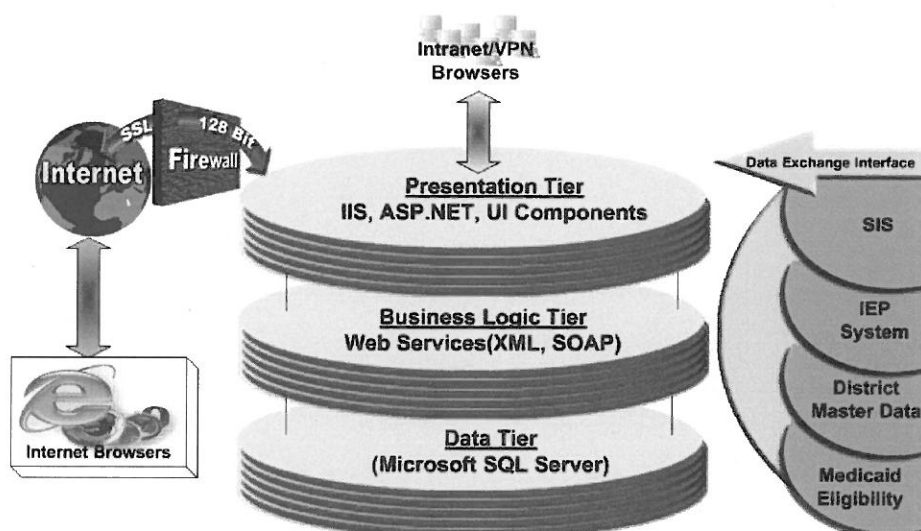 Intranet/VPN
Browsers
SSL
128 Bit
Internet
Firewall
Presentation Tier
IIS, ASP.NET, UI Components
Business Logic Tier
Web Services(XML, SOAP)
Data Tier
(Microsoft SQL Server)
Internet Browsers
Data Exchange Interface
SIS
IEP
System
District
Master Data
Medicaid
Eligibility